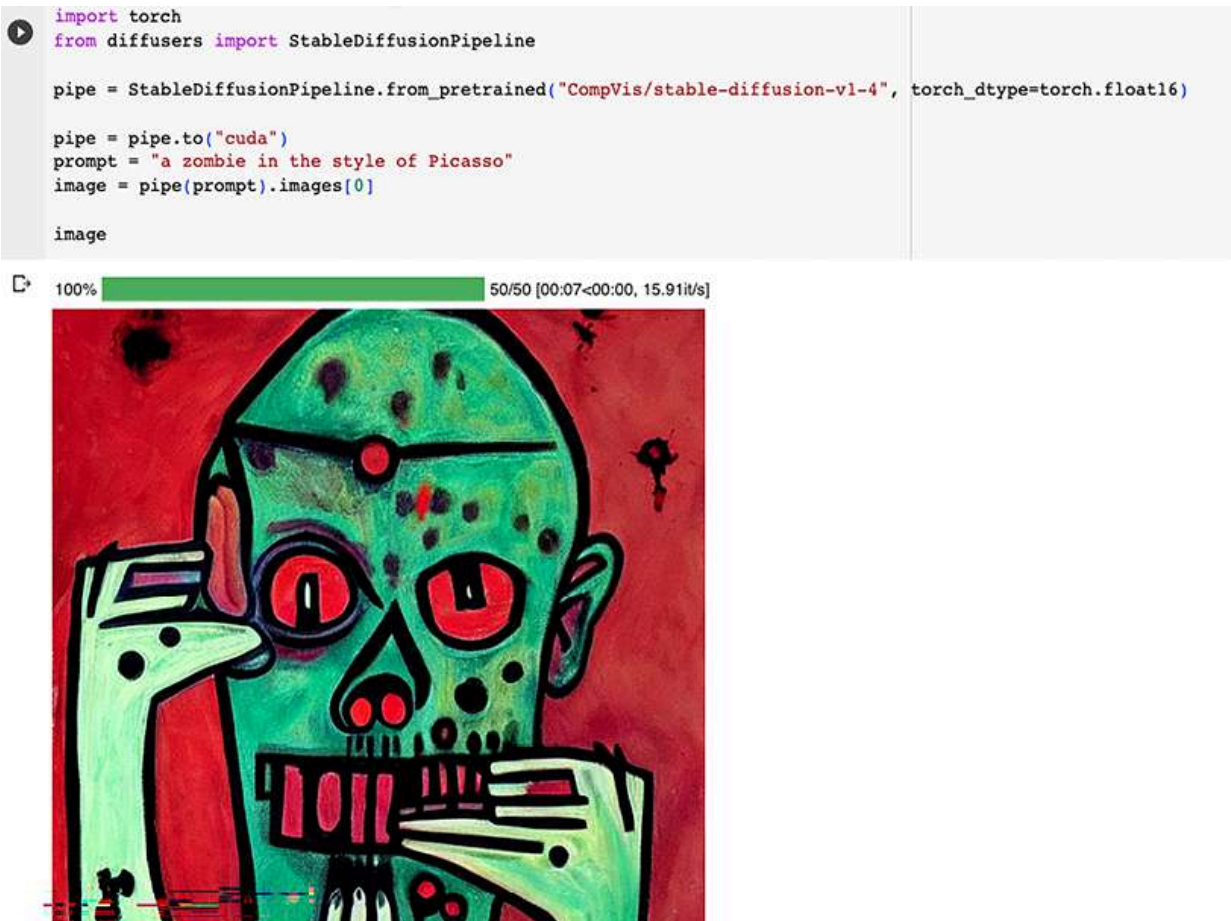 import torch
from diffusers import StableDiffusionPipeline
pipe = StableDiffusionPipeline.from_pretrained("CompVis/stable-diffusion-v1-4", torch_dtype=torch.float16)
pipe = pipe.to("cuda")
prompt = "a zombie in the style of Picasso"
image = pipe(prompt).images[0]
image
100% 50/50 [00:07<00:00, 15.91it/s]